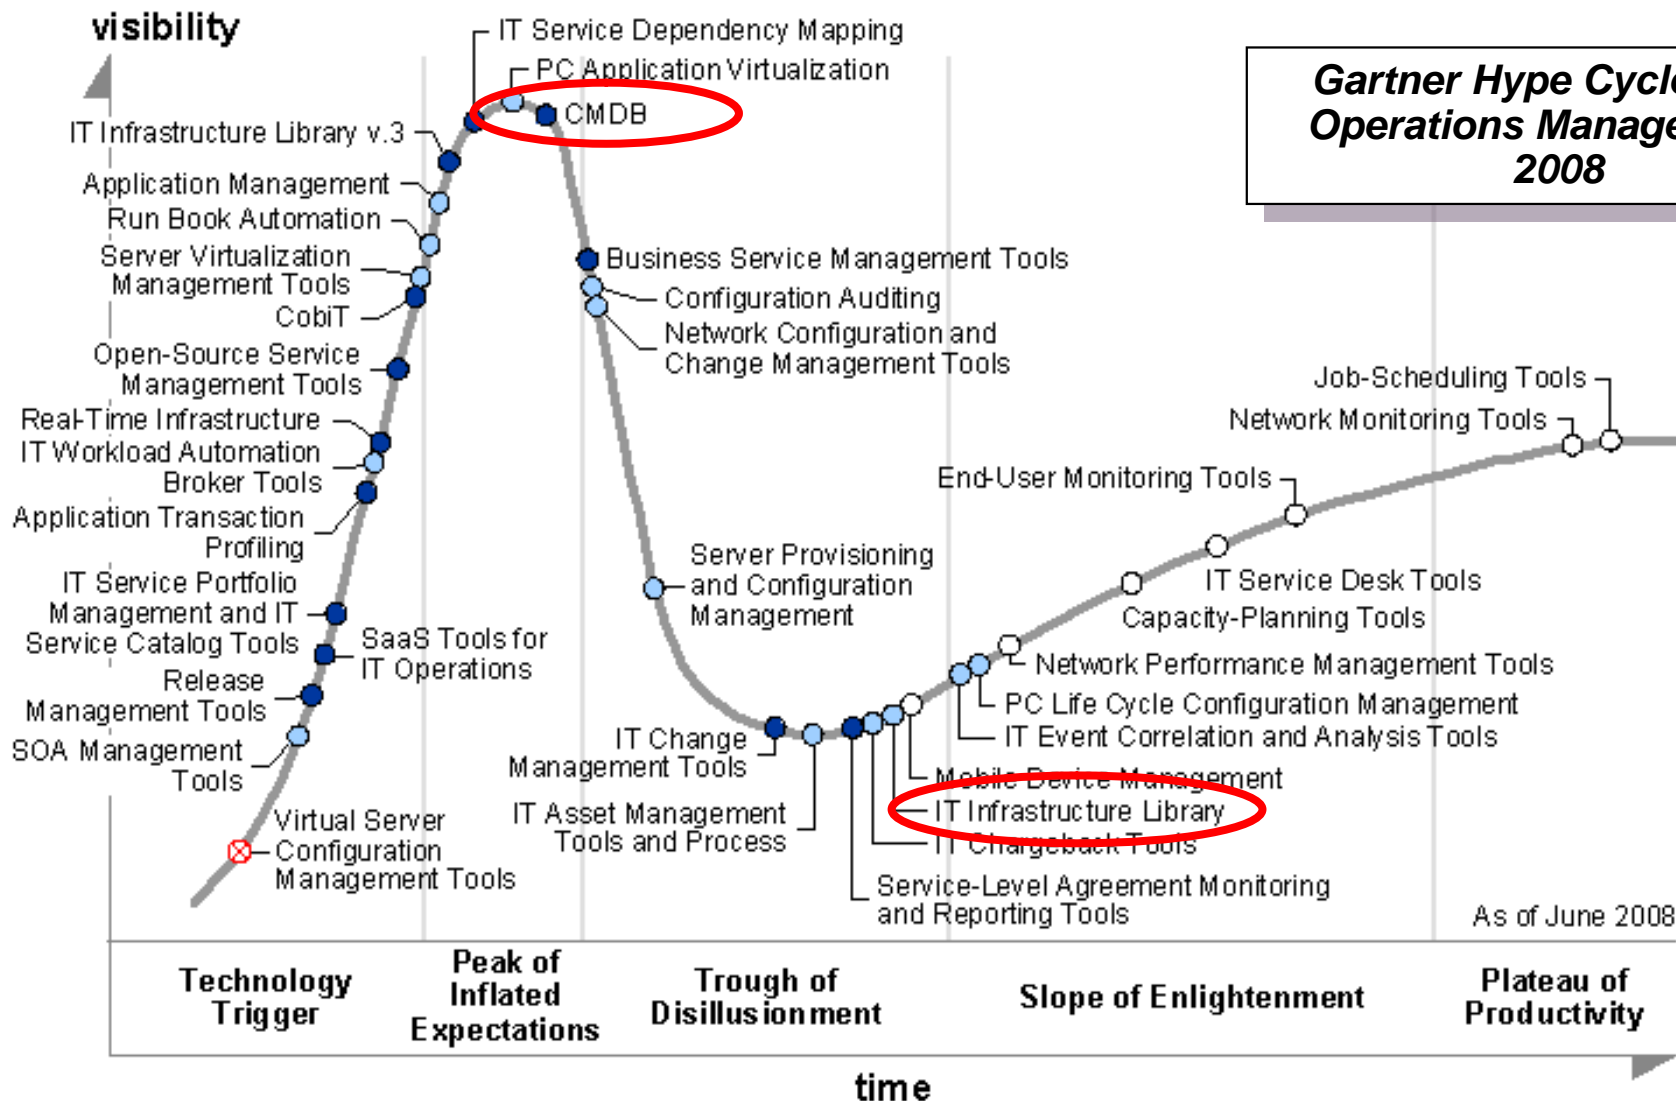 visibility
IT Service Dependency Mapping
PC Application Virtualization
CMDB
Gartner Hype Cycle
Operations Manage
2008
IT Infrastructure Library v.3
Application Management
Run Book Automation
Server Virtualization
Management Tools
CobiT
Open-Source Service
Management Tools
Real-Time Infrastructure
IT Workload Automation
Broker Tools
Application Transaction
Profiling
IT Service Portfolio
Management and IT
Service Catalog Tools
SaaS Tools for
IT Operations
Release
Management Tools
SOA Management
Tools
Virtual Server
Configuration
Management Tools
Business Service Management Tools
Configuration Auditing
Network Configuration and
Change Management Tools
Server Provisioning
and Configuration
Management
IT Change
Management Tools
IT Asset Management
Tools and Process
Job-Scheduling Tools
Network Monitoring Tools
End-User Monitoring Tools
IT Service Desk Tools
Capacity-Planning Tools
Network Performance Management Tools
PC Life Cycle Configuration Management
IT Event Correlation and Analysis Tools
Mobile Device Management
IT Infrastructure Library
IT Chargeback Tools
Service-Level Agreement Monitoring
and Reporting Tools
As of June 2008
Technology
Trigger
Peak of
Inflated
Expectations
Trough of
Disillusionment
Slope of Enlightenment
Plateau of
Productivity
time